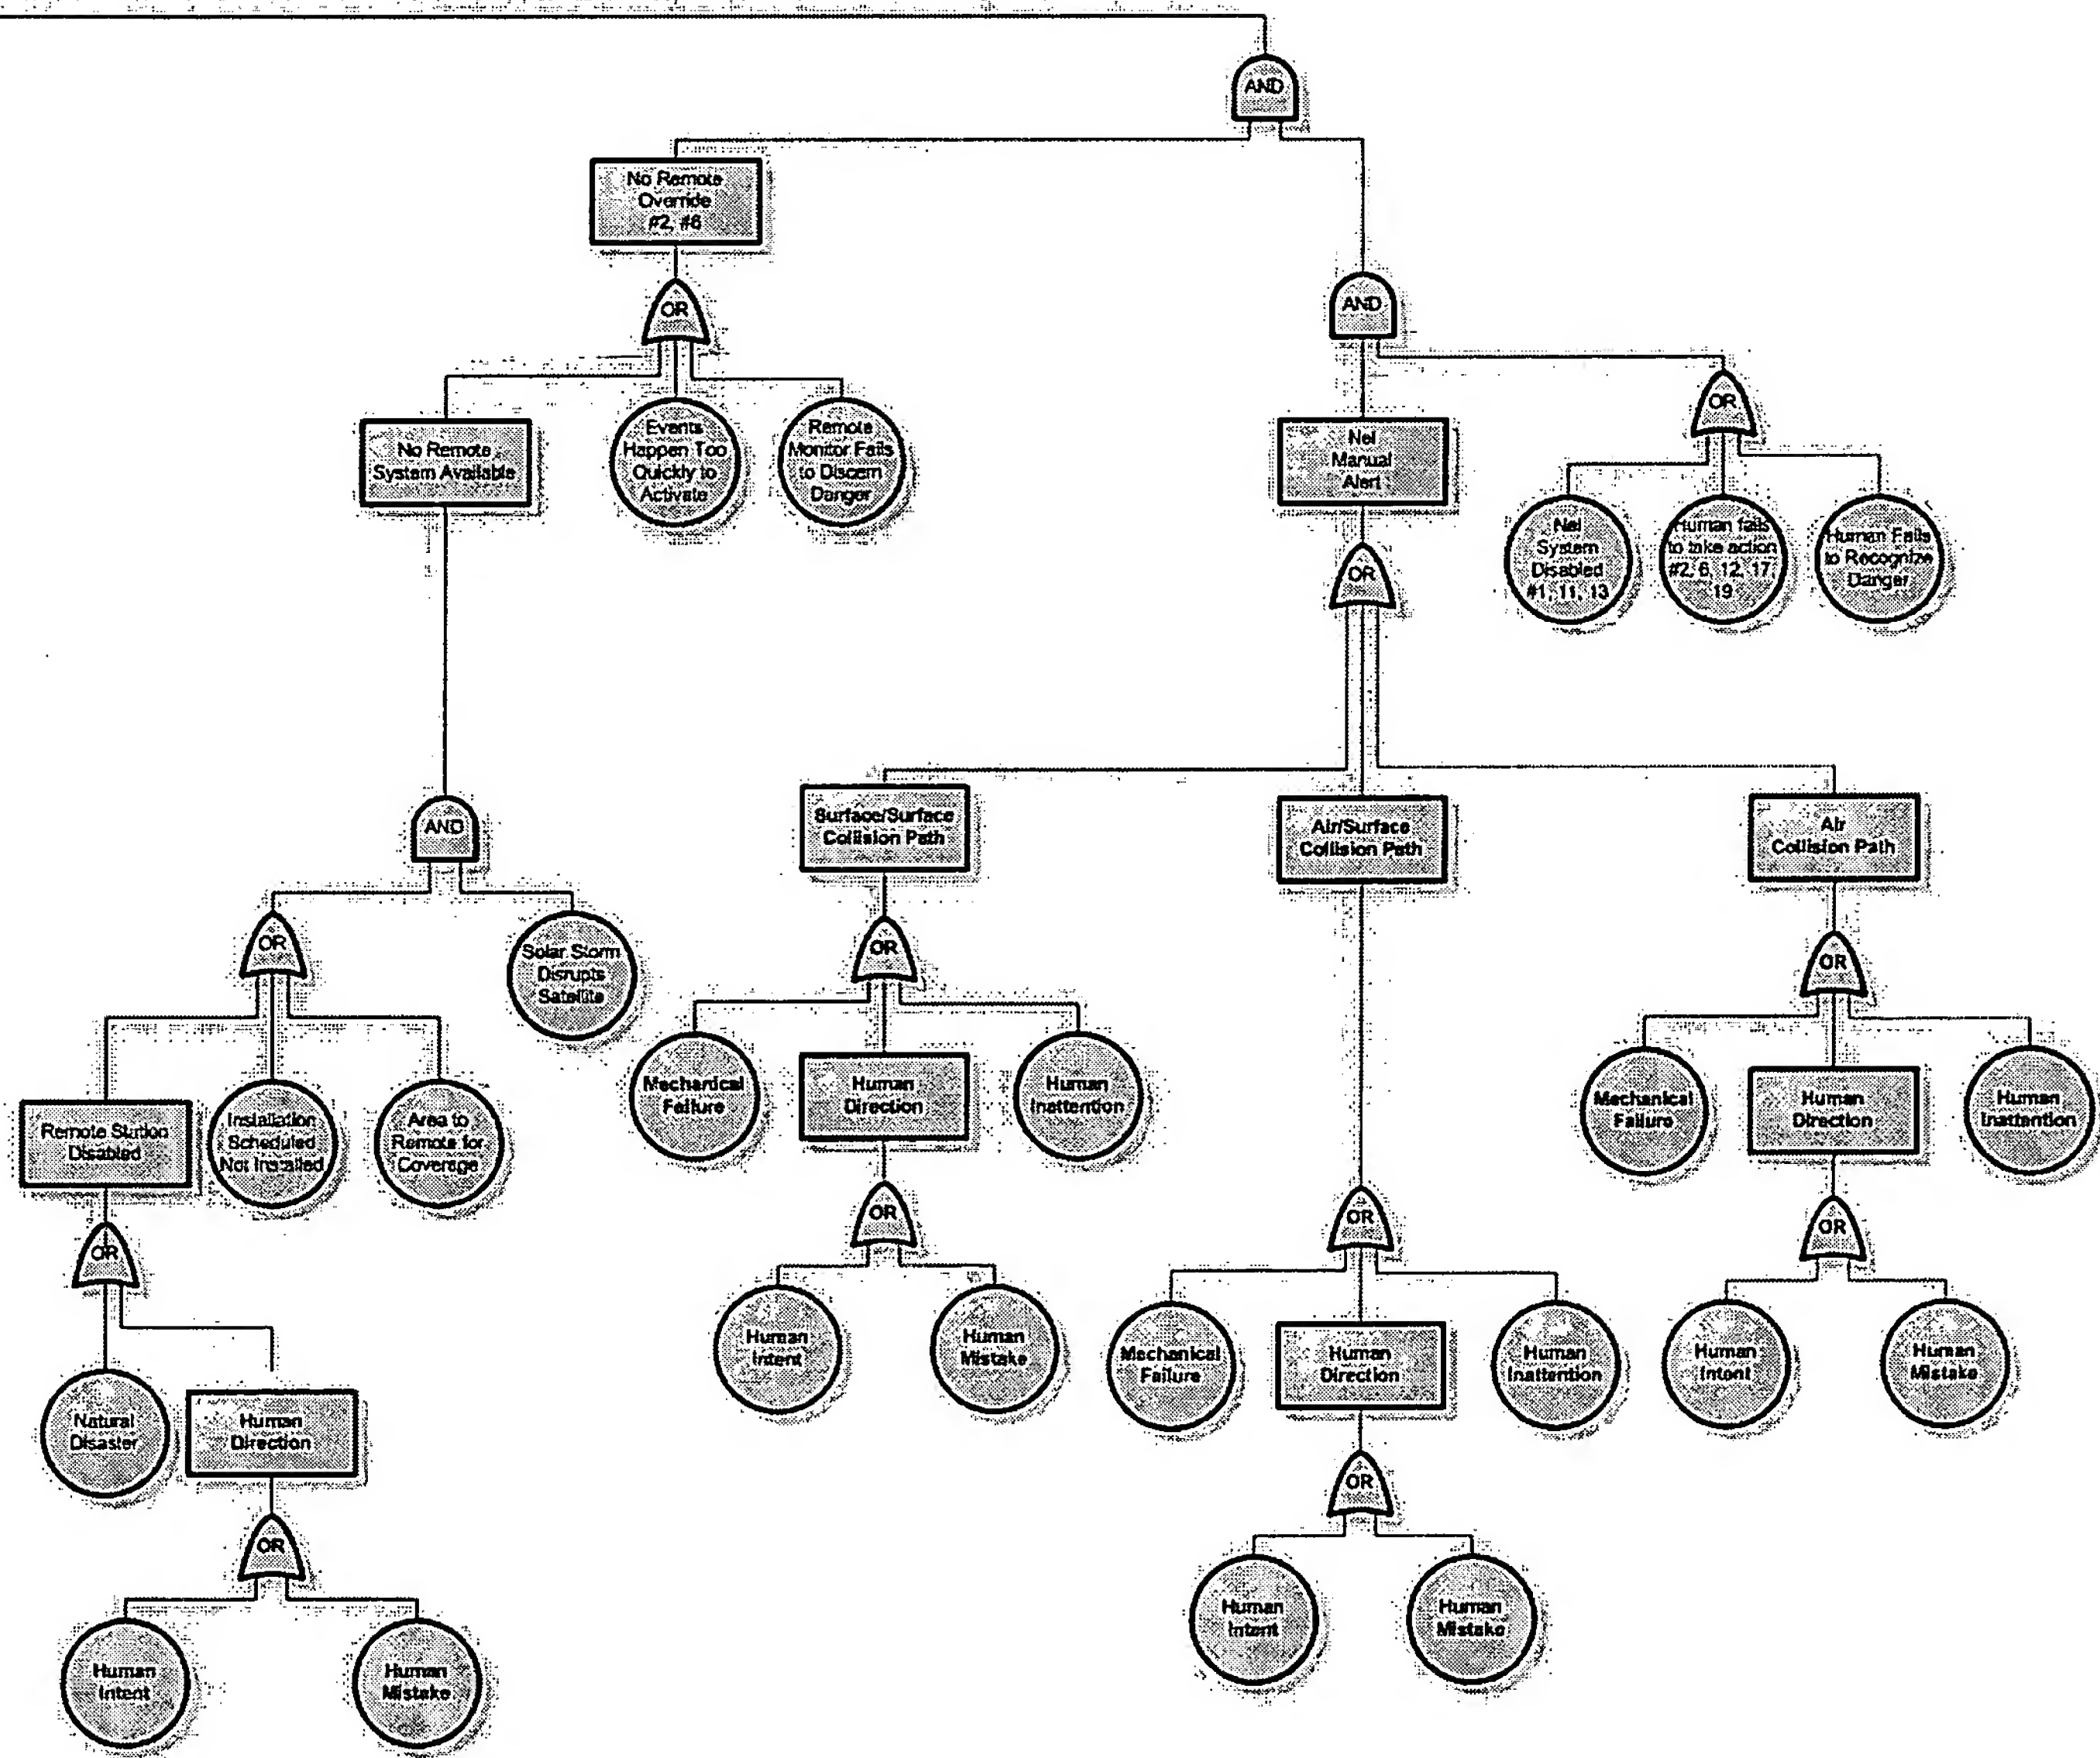 AND
No Remote
Override
#2, #6
OR
AND
No Remote
System Available
Events
Happen Too
Quickly to
Activate
Remote
Monitor Fails
to Discern
Danger
Nel
Manual
Alert
OR
Nel
System
Disabled
#1, 11, 13
Human fails
to take action
#2, 6, 12, 17,
19
Human Fails
to Recognize
Danger
OR
AND
Surface/Surface
Collision Path
Air/Surface
Collision Path
Air
Collision Path
OR
Solar Storm
Disrupts
Satellite
OR
OR
Remote Station
Disabled
Installation
Scheduled
Not Installed
Area to
Remote for
Coverage
Mechanical
Failure
Human
Direction
Human
Inattention
Mechanical
Failure
Human
Direction
Human
Inattention
OR
OR
OR
OR
Human
Intent
Human
Mistake
Mechanical
Failure
Human
Direction
Human
Inattention
Human
Intent
Human
Mistake
Natural
Disaster
Human
Direction
OR
OR
Human
Intent
Human
Mistake
Human
Intent
Human
Mistake